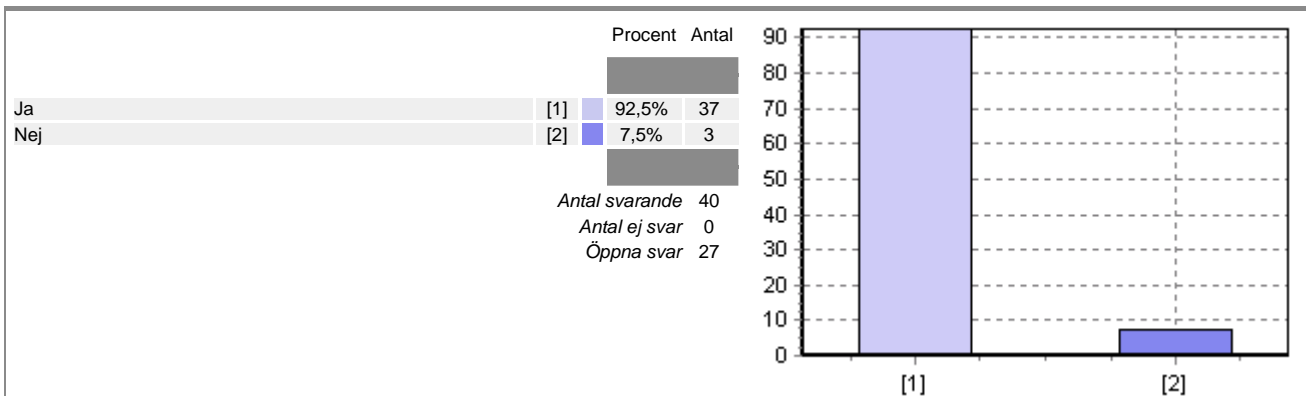 Procent Antal
Ja [1] 92,5% 37
Nej [2] 7,5% 3
Antal svarande 40
Antal ej svar 0
Öppna svar 27
90
80
70
60
50
40
30
20
10
0
[1] [2]